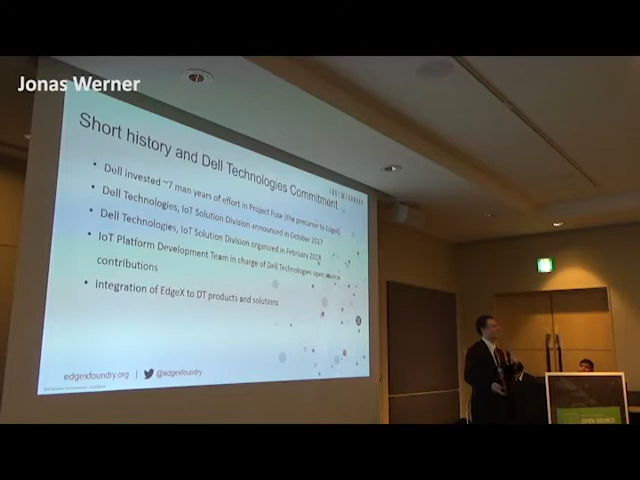 Jonas Werner
Short history and Dell Technologies Commitment
• Dell invested ~7 man years of effort in Project Fuse (the precursor to EdgeX)
• Dell Technologies, IoT Solution Division announced in October 2017
• Dell Technologies, IoT Solution Division organized in February 2018
• IoT Platform Development Team in charge of Dell Technologies open source
contributions
• Integration of EdgeX to DT products and solutions
edgexfoundry.org | @edgexfoundry
OPEN SOURCE